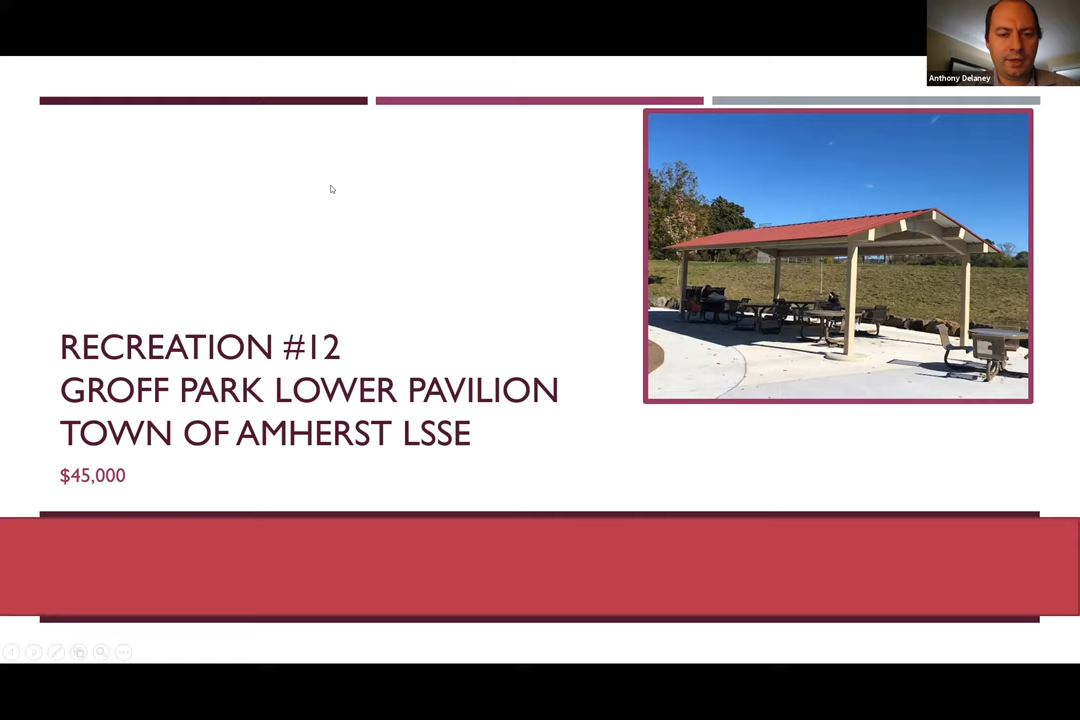 Anthony Delaney
RECREATION #12
GROFF PARK LOWER PAVILION
TOWN OF AMHERST LSSE
$45,000